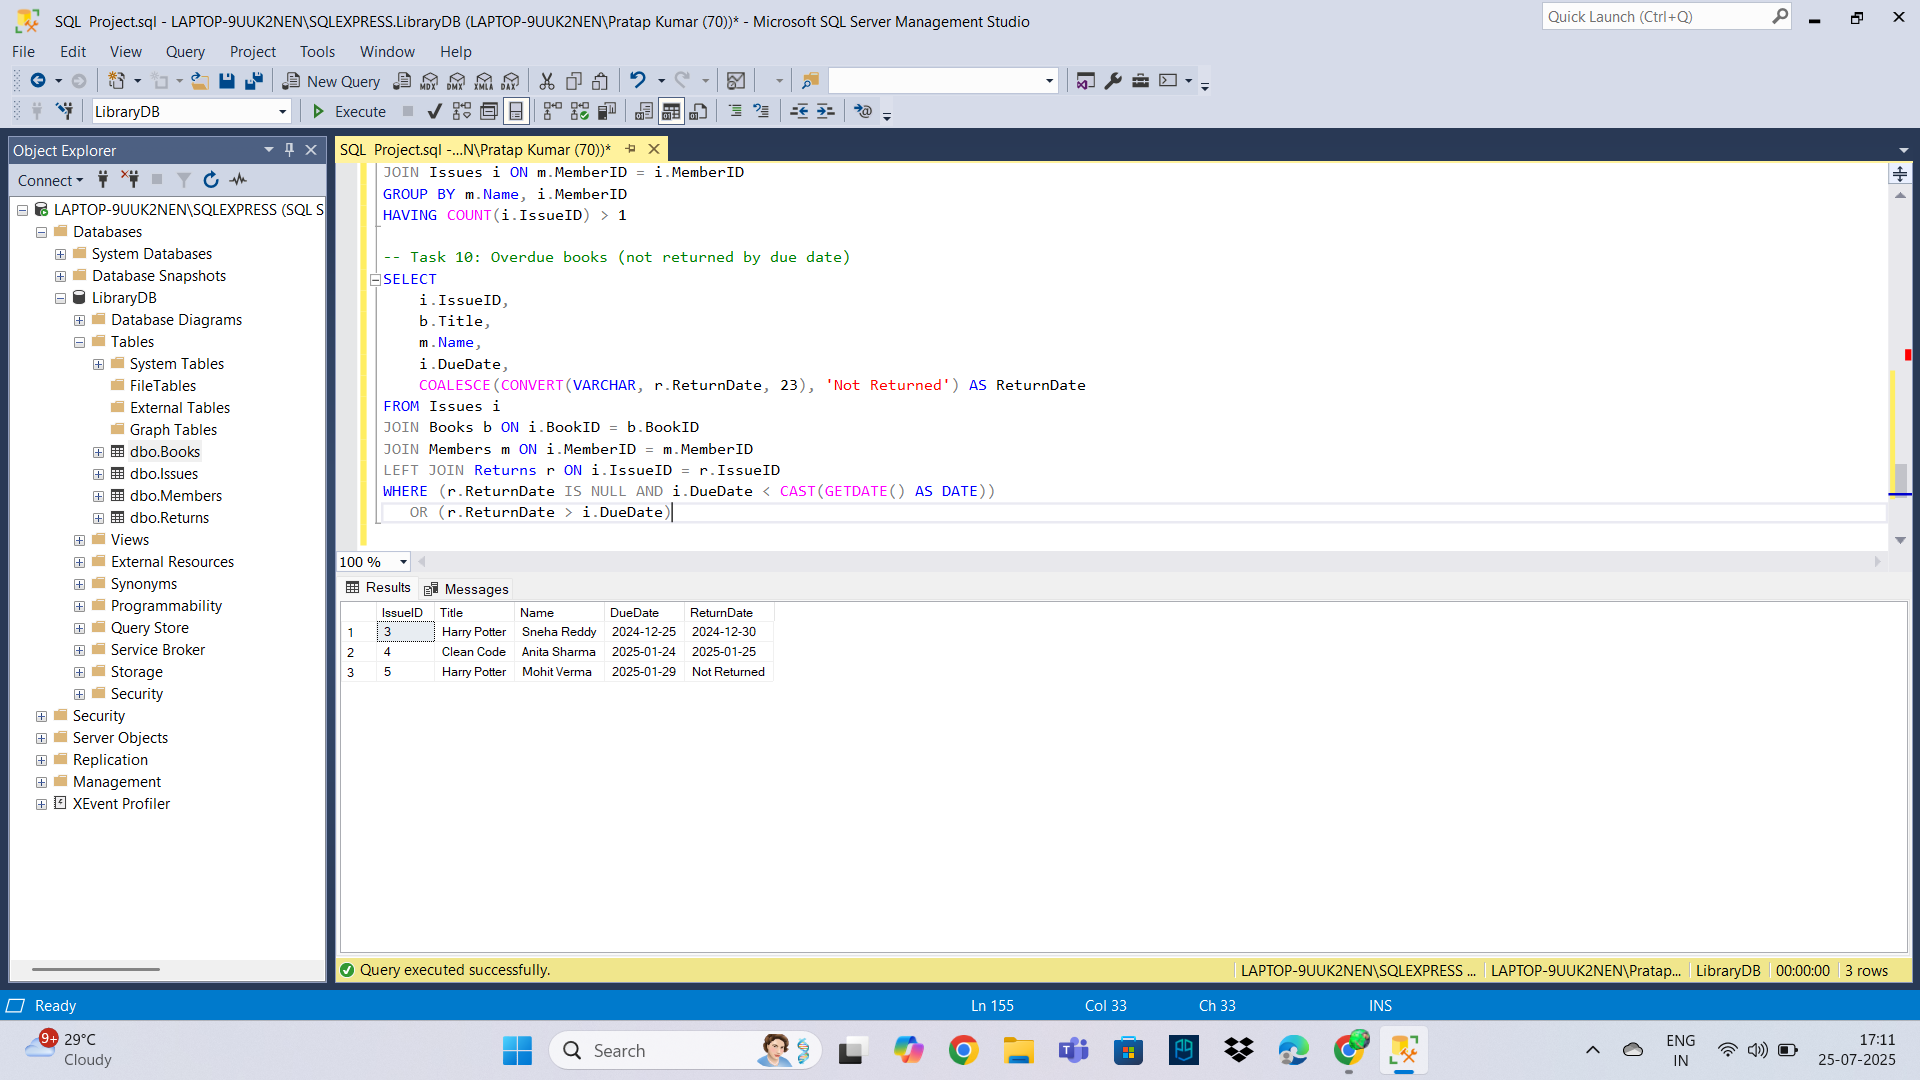 SQL Project.sql - LAPTOP-9UUK2NEN\SQLEXPRESS.LibraryDB (LAPTOP-9UUK2NEN\Pratap Kumar (70))* - Microsoft SQL Server Management Studio
Quick Launch (Ctrl+Q)
File Edit View Query Project Tools Window Help
New Query MDX DMX XMLA DAX
LibraryDB Execute
Object Explorer
SQL Project.sql -...N\Pratap Kumar (70))*
Connect
LAPTOP-9UUK2NEN\SQLEXPRESS (SQL S
Databases
System Databases
Database Snapshots
LibraryDB
Database Diagrams
Tables
System Tables
FileTables
External Tables
Graph Tables
dbo.Books
dbo.Issues
dbo.Members
dbo.Returns
Views
External Resources
Synonyms
Programmability
Query Store
Service Broker
Storage
Security
Security
Server Objects
Replication
Management
XEvent Profiler
JOIN Issues i ON m.MemberID = i.MemberID
GROUP BY m.Name, i.MemberID
HAVING COUNT(i.IssueID) > 1
-- Task 10: Overdue books (not returned by due date)
SELECT
i.IssueID,
b.Title,
m.Name,
i.DueDate,
COALESCE(CONVERT(VARCHAR, r.ReturnDate, 23), 'Not Returned') AS ReturnDate
FROM Issues i
JOIN Books b ON i.BookID = b.BookID
JOIN Members m ON i.MemberID = m.MemberID
LEFT JOIN Returns r ON i.IssueID = r.IssueID
WHERE (r.ReturnDate IS NULL AND i.DueDate < CAST(GETDATE() AS DATE))
OR (r.ReturnDate > i.DueDate)
100 %
Results Messages
IssueID Title Name DueDate ReturnDate
1 3 Harry Potter Sneha Reddy 2024-12-25 2024-12-30
2 4 Clean Code Anita Sharma 2025-01-24 2025-01-25
3 5 Harry Potter Mohit Verma 2025-01-29 Not Returned
Query executed successfully. LAPTOP-9UUK2NEN\SQLEXPRESS ... LAPTOP-9UUK2NEN\Pratap... LibraryDB 00:00:00 3 rows
Ready Ln 155 Col 33 Ch 33 INS
9+ 29°C
Cloudy
Search
ENG
IN
17:11
25-07-2025